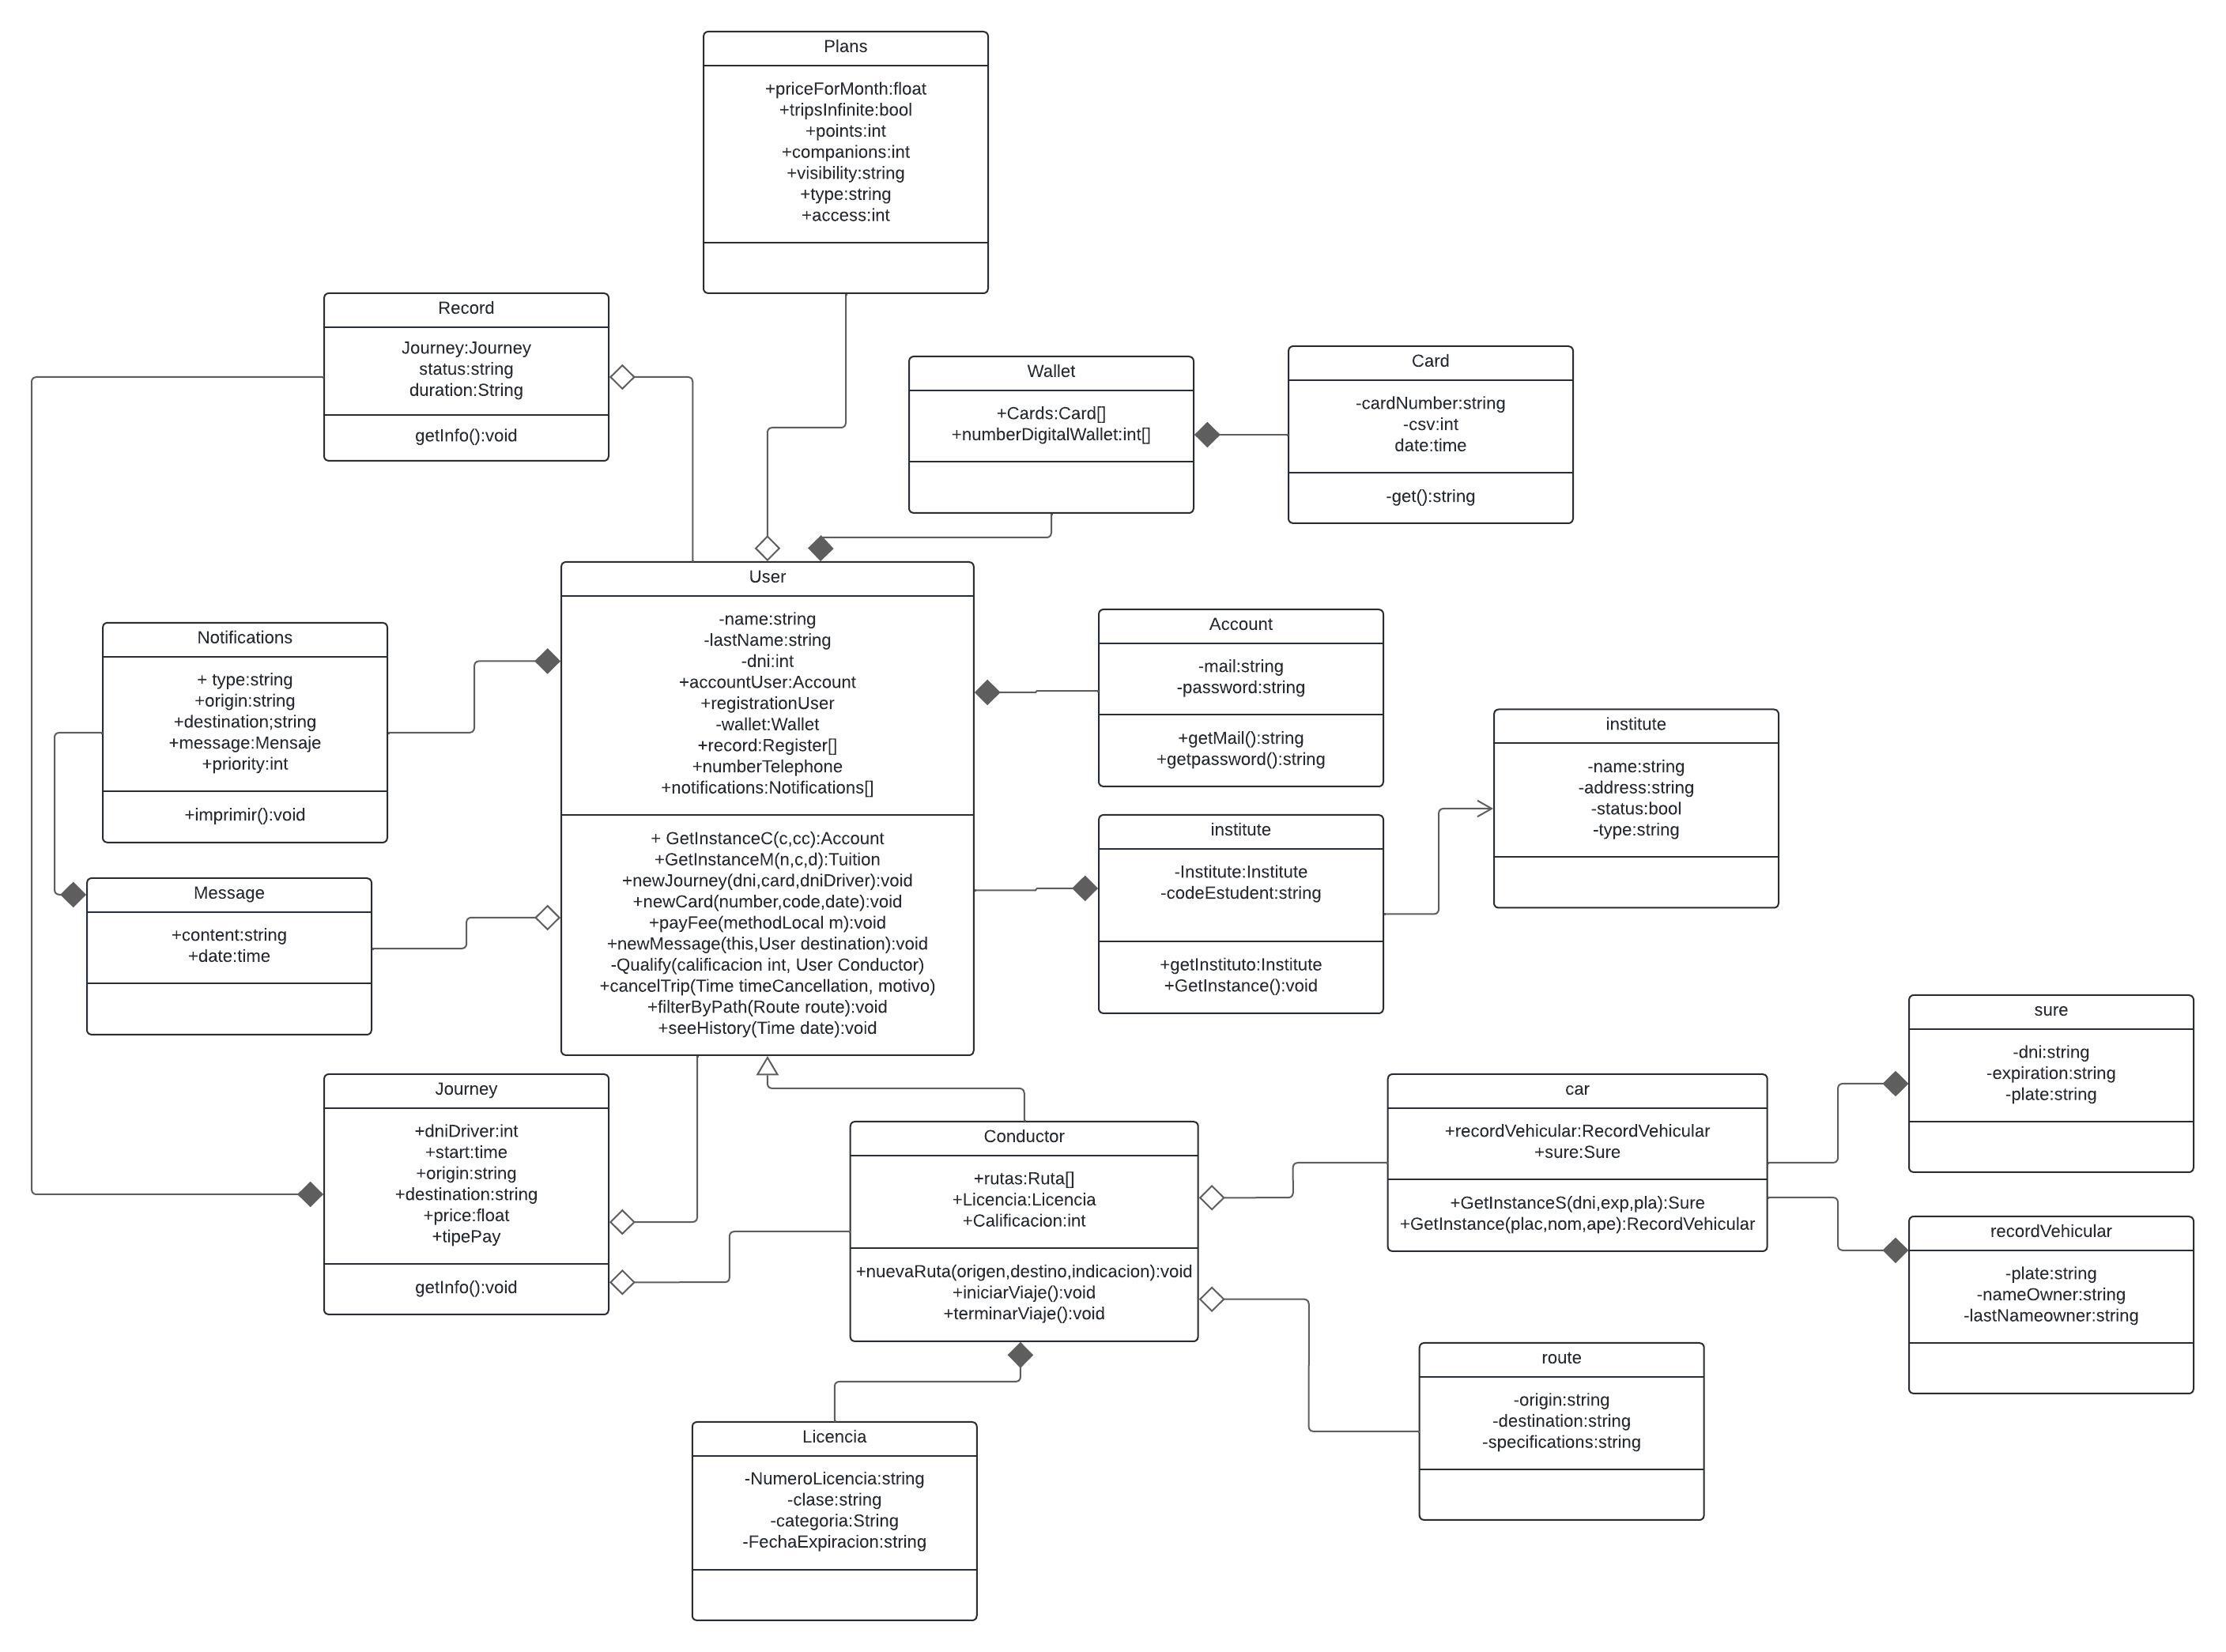 Plans
+priceForMonth:float
+tripsInfinite:bool
+points:int
+companions:int
+visibility:string
+type:string
+access:int
Record
Journey:Journey
status:string
duration:String
getInfo():void
Wallet
+Cards:Card[]
+numberDigitalWallet:int[]
Card
-cardNumber:string
-csv:int
date:time
-get():string
User
-name:string
-lastName:string
-dni:int
+accountUser:Account
+registrationUser
-wallet:Wallet
+record:Register[]
+numberTelephone
+notifications:Notifications[]
+ GetInstanceC(c,cc):Account
+GetInstanceM(n,c,d):Tuition
+newJourney(dni,card,dniDriver):void
+newCard(number,code,date):void
+payFee(methodLocal m):void
+newMessage(this,User destination):void
-Qualify(calificacion int, User Conductor)
+cancelTrip(Time timeCancellation, motivo)
+filterByPath(Route route):void
+seeHistory(Time date):void
Notifications
+ type:string
+origin:string
+destination;string
+message:Mensaje
+priority:int
+imprimir():void
Account
-mail:string
-password:string
+getMail():string
+getpassword():string
institute
-name:string
-address:string
-status:bool
-type:string
institute
-Institute:Institute
-codeEstudent:string
+getInstituto:Institute
+GetInstance():void
Message
+content:string
+date:time
sure
-dni:string
-expiration:string
-plate:string
Journey
+dniDriver:int
+start:time
+origin:string
+destination:string
+price:float
+tipePay
getInfo():void
Conductor
+rutas:Ruta[]
+Licencia:Licencia
+Calificacion:int
+nuevaRuta(origen,destino,indicacion):void
+iniciarViaje():void
+terminarViaje():void
car
+recordVehicular:RecordVehicular
+sure:Sure
+GetInstanceS(dni,exp,pla):Sure
+GetInstance(plac,nom,ape):RecordVehicular
recordVehicular
-plate:string
-nameOwner:string
-lastNameowner:string
route
-origin:string
-destination:string
-specifications:string
Licencia
-NumeroLicencia:string
-clase:string
-categoria:String
-FechaExpiracion:string